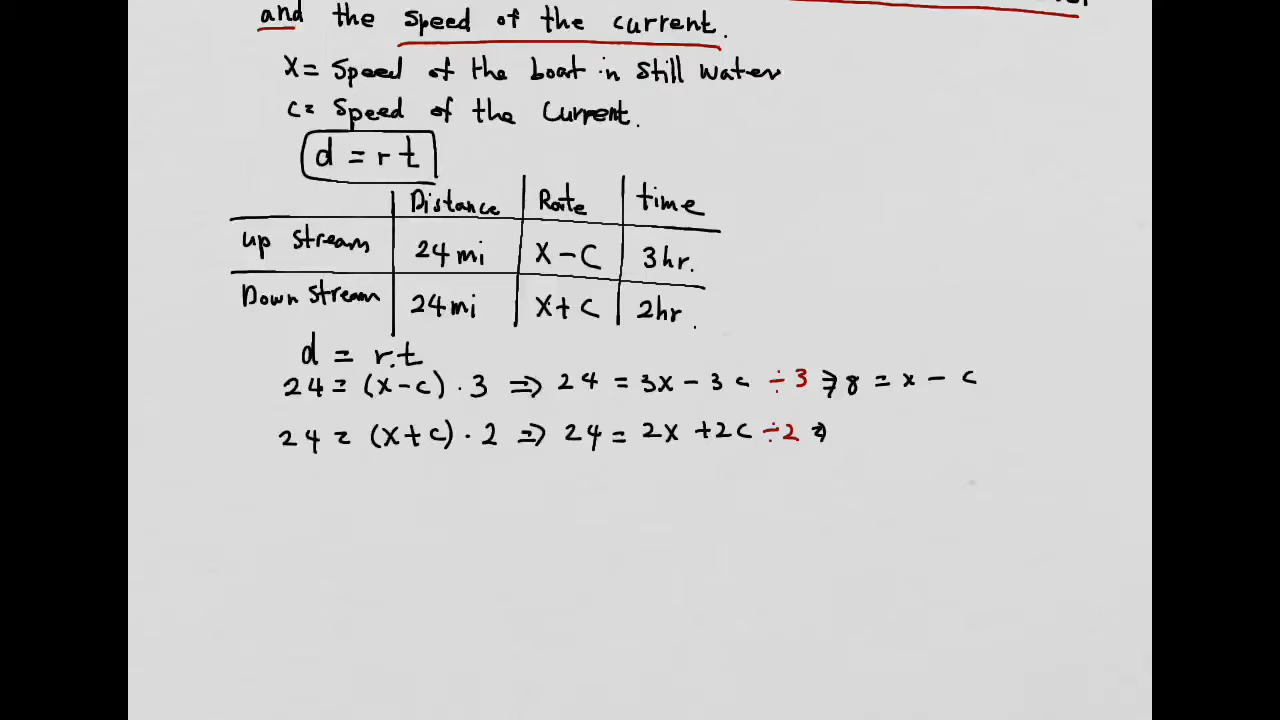 and the speed of the current.
X = Speed of the boat in still water
C = Speed of the Current.
d = r t
Distance Rate time
up stream 24 mi X - C 3 hr.
Down stream 24 mi X + C 2 hr.
d = r.t
24 = (x - c) · 3 ⇒ 24 = 3x - 3c ÷ 3 ⇒ 8 = x - c
24 = (x + c) · 2 ⇒ 24 = 2x + 2c ÷ 2 ⇒